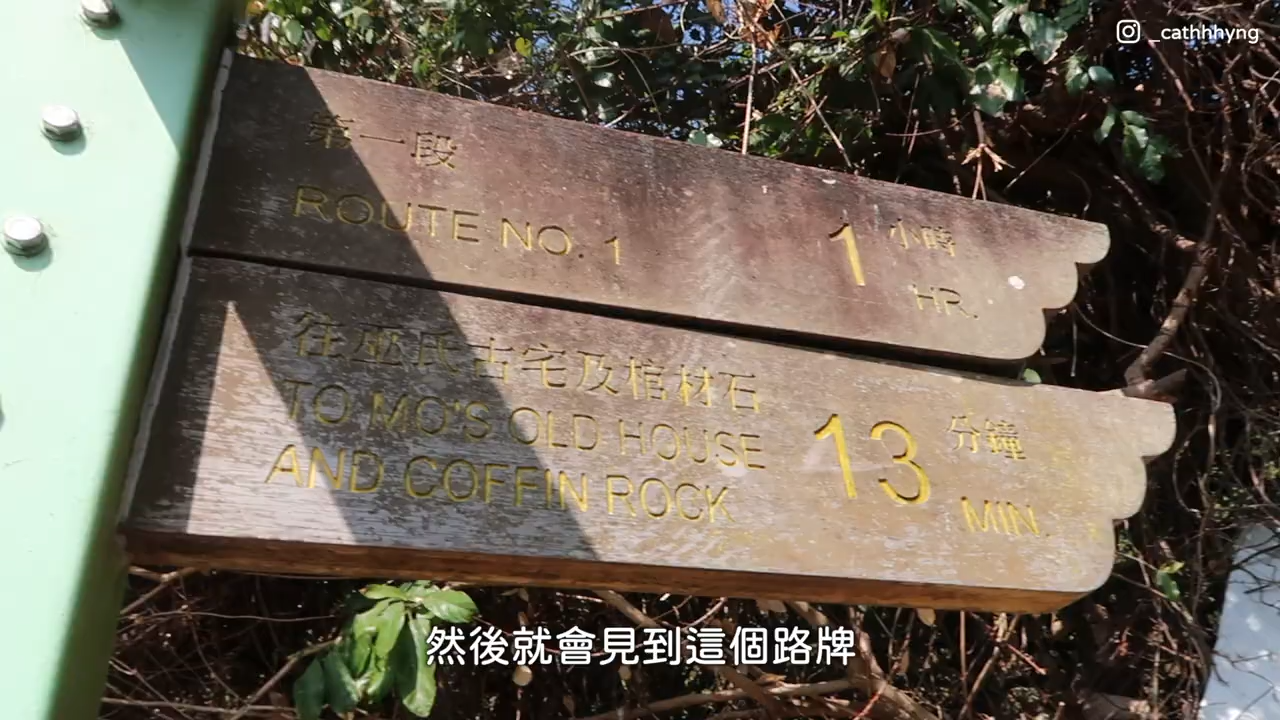 _cathhhyng
第一段
ROUTE NO. 1
1 小時
HR.
往巫氏古宅及棺材石
TO MO'S OLD HOUSE
AND COFFIN ROCK
13 分鐘
MIN.
然後就會見到這個路牌